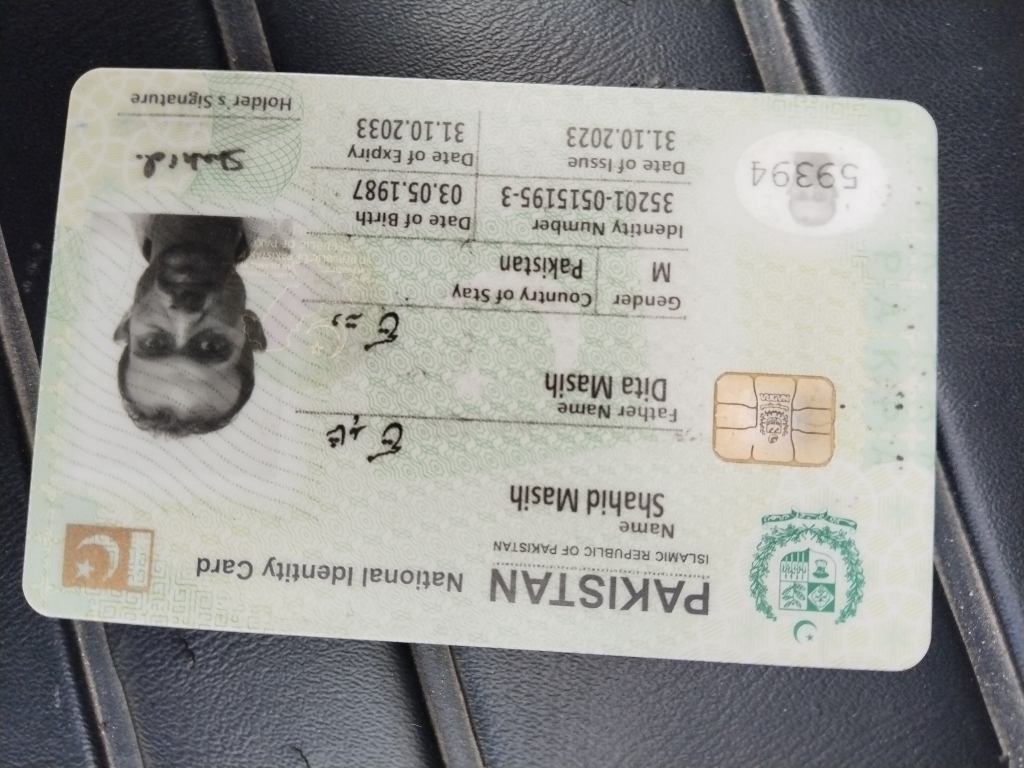 PAKISTAN National Identity Card
ISLAMIC REPUBLIC OF PAKISTAN
Name
Shahid Masih
Father Name
Dita Masih
Gender
Country of Stay
M
Pakistan
Identity Number
Date of Birth
35201-0515195-3
03.05.1987
Date of Issue
Date of Expiry
31.10.2023
31.10.2033
Shahid.
Holder's Signature
59394